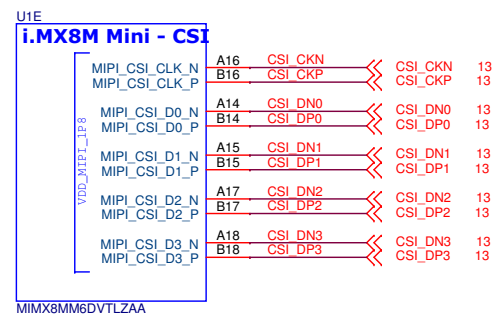 U1E
i.MX8M Mini - CSI
VDD_MIPI_1P8
MIPI_CSI_CLK_N A16 CSI_CKN CSI_CKN 13
MIPI_CSI_CLK_P B16 CSI_CKP CSI_CKP 13
MIPI_CSI_D0_N A14 CSI_DN0 CSI_DN0 13
MIPI_CSI_D0_P B14 CSI_DP0 CSI_DP0 13
MIPI_CSI_D1_N A15 CSI_DN1 CSI_DN1 13
MIPI_CSI_D1_P B15 CSI_DP1 CSI_DP1 13
MIPI_CSI_D2_N A17 CSI_DN2 CSI_DN2 13
MIPI_CSI_D2_P B17 CSI_DP2 CSI_DP2 13
MIPI_CSI_D3_N A18 CSI_DN3 CSI_DN3 13
MIPI_CSI_D3_P B18 CSI_DP3 CSI_DP3 13
MIMX8MM6DVTLZAA